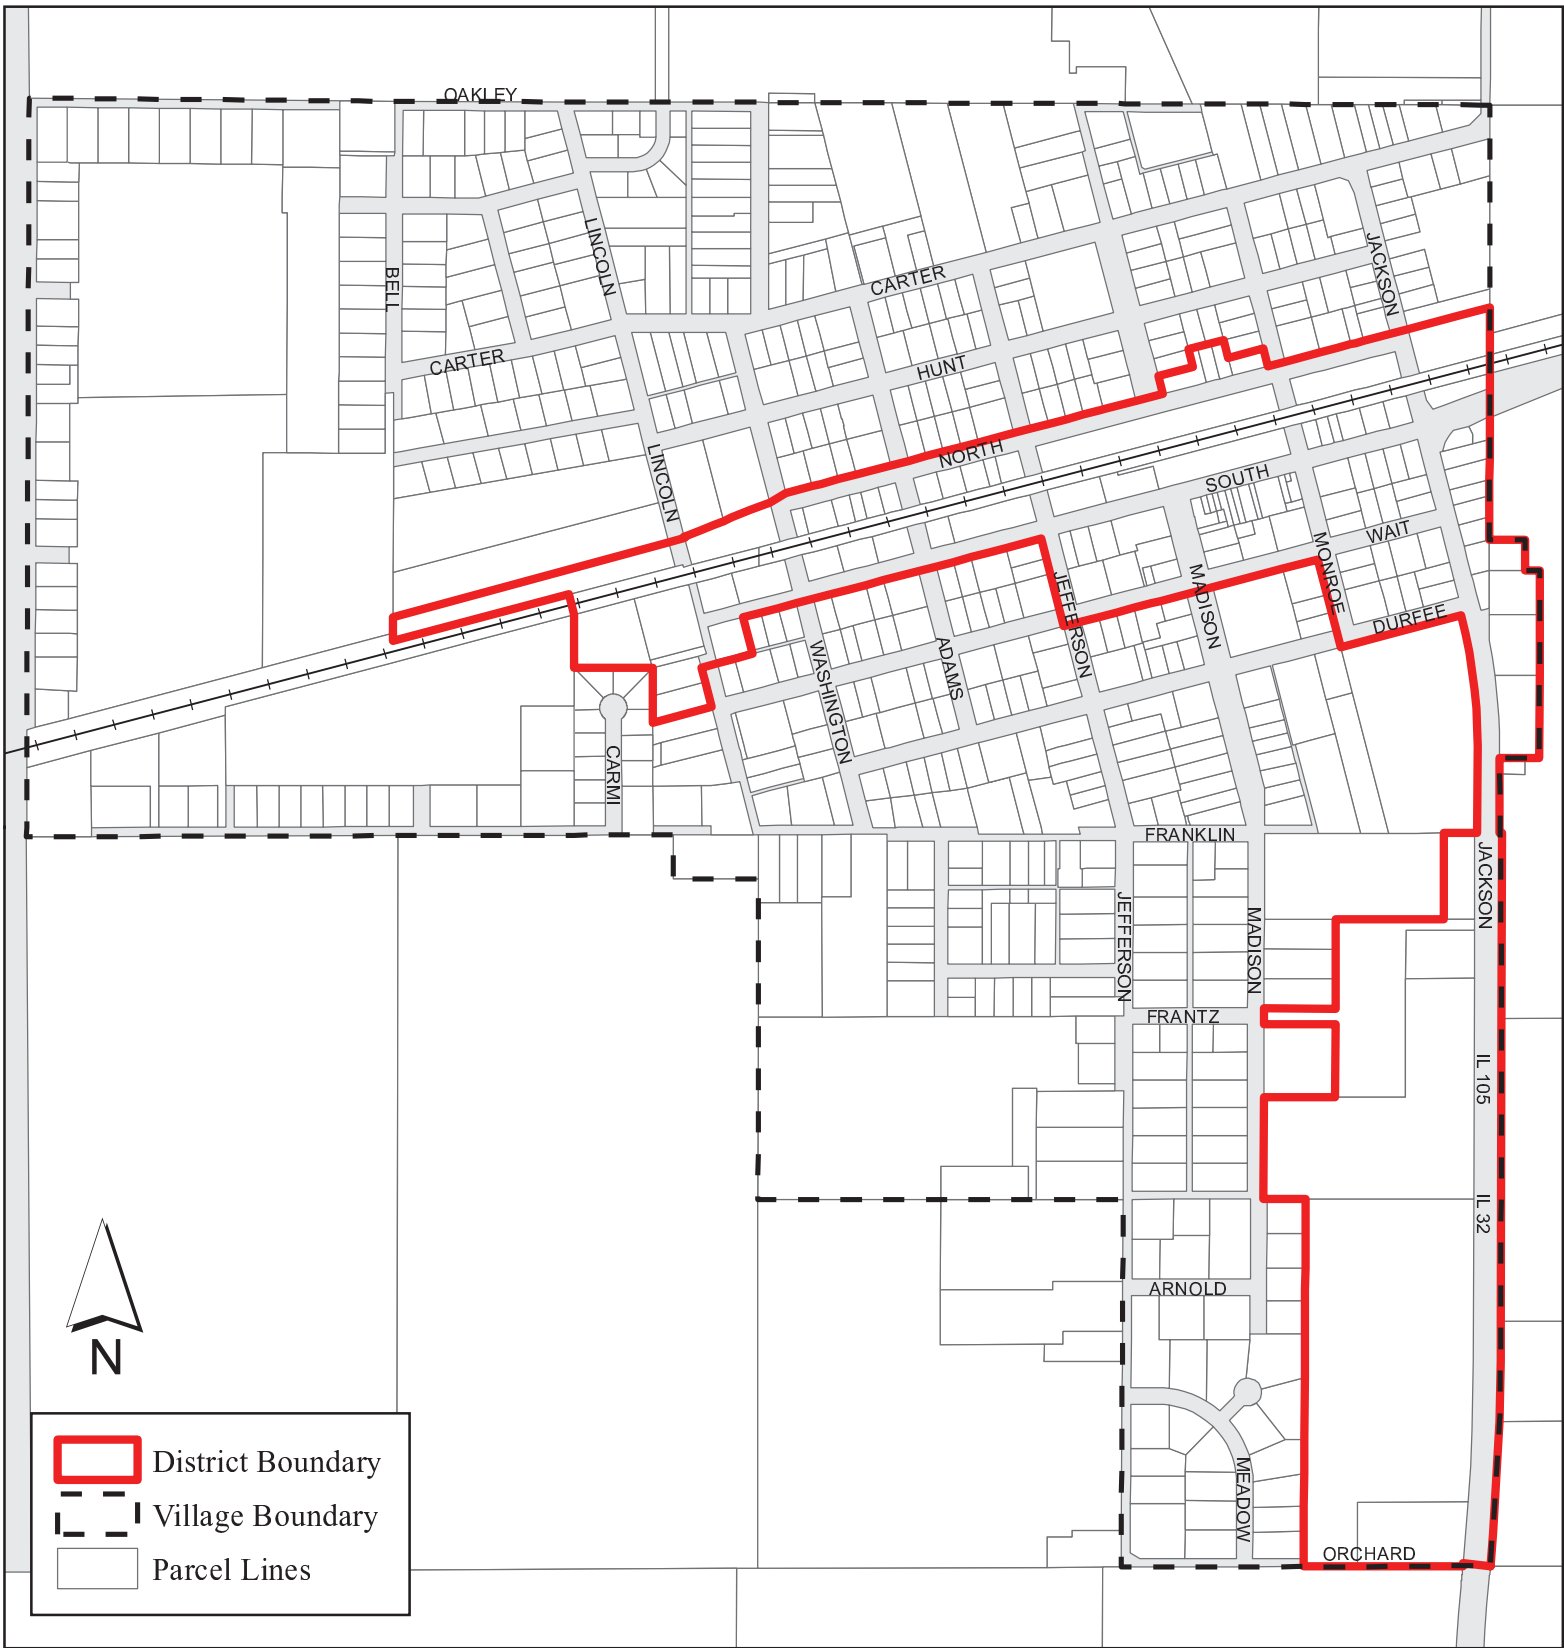 OAKLEY
LINCOLN
BELL
JACKSON
CARTER
CARTER
HUNT
LINCOLN
NORTH
SOUTH
WAIT
MONROE
MADISON
JEFFERSON
DURFEE
ADAMS
WASHINGTON
CARMI
FRANKLIN
JACKSON
JEFFERSON
MADISON
FRANTZ
IL 105
IL 32
ARNOLD
MEADOW
ORCHARD
N
District Boundary
Village Boundary
Parcel Lines